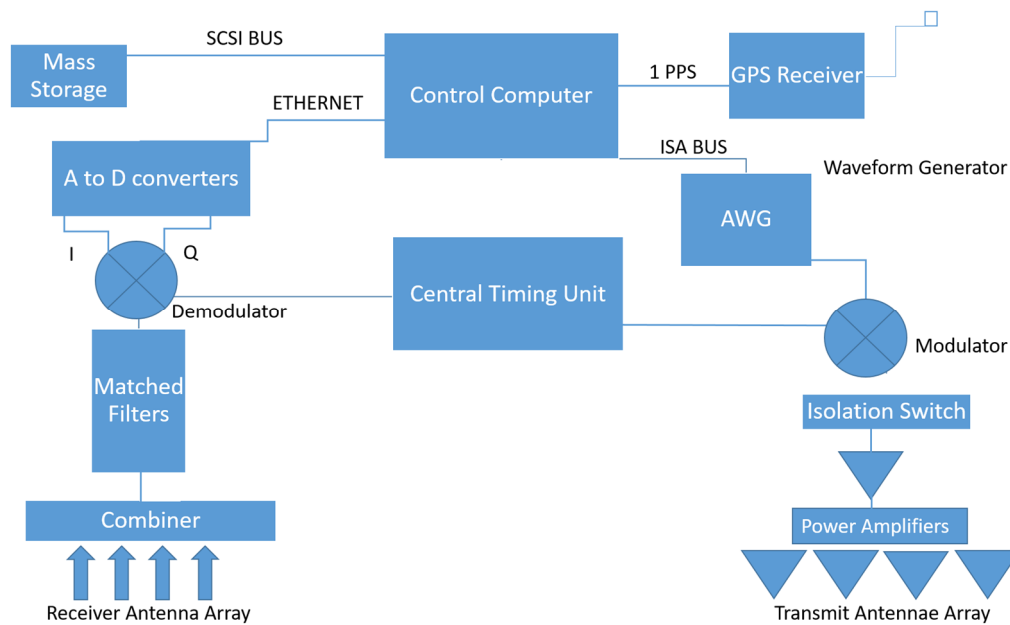 SCSI BUS
Mass
Storage
Control Computer
1 PPS
GPS Receiver
ETHERNET
ISA BUS
Waveform Generator
A to D converters
AWG
I
Q
Central Timing Unit
Demodulator
Modulator
Matched
Filters
Isolation Switch
Combiner
Power Amplifiers
Receiver Antenna Array
Transmit Antennae Array